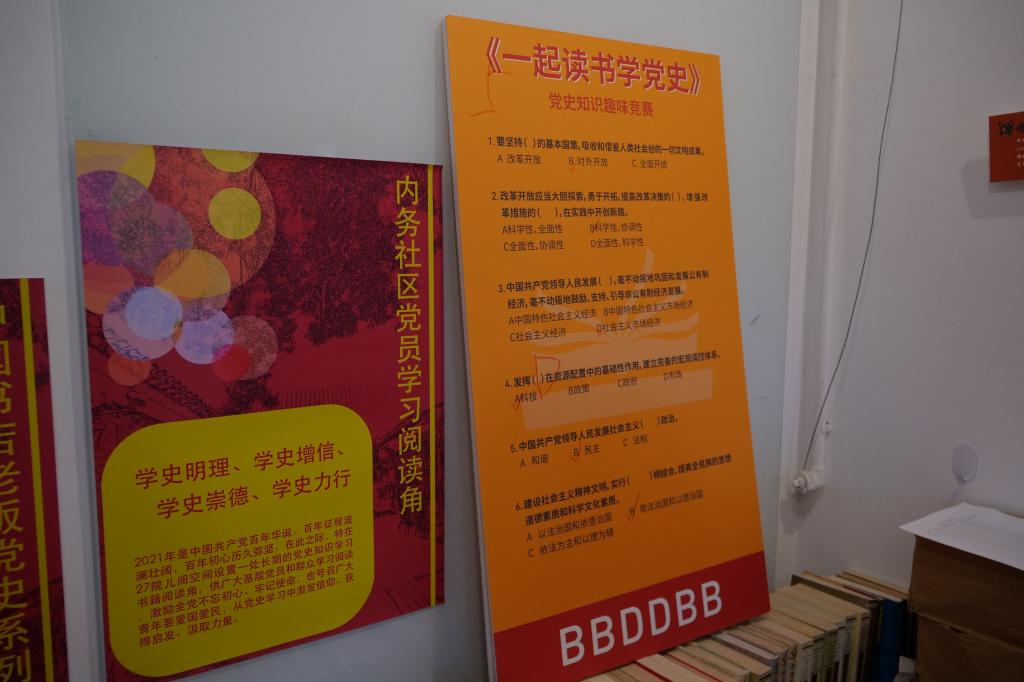 内务社区党员学习阅读角
学史明理、学史增信、
学史崇德、学史力行
2021年是中国共产党百年华诞，百年征程波
澜壮阔，百年初心历久弥坚，在此之际，特在
27院儿阅空间设置一处长期的党史知识学习
书籍阅读角，供广大基层党员和群众学习阅读
，激励全党不忘初心、牢记使命，也号召广大
青年要爱国爱民，从党史学习中激发信仰、获
得启发、汲取力量。
国书店老版党史系列
《一起读书学党史》
党史知识趣味竞赛
1.要坚持( )的基本国策，吸收和借鉴人类社会创的一切文明成果。
A 改革开放 B 对外开放 C 全面开放
2.改革开放应当大胆探索，勇于开拓，提高改革决策的( )，增强改
革措施的( )，在实践中开创新路。
A科学性、全面性 B科学性、协调性
C全面性、协调性 D全面性、科学性
3.中国共产党领导人民发展( )，毫不动摇地巩固和发展公有制
经济，毫不动摇地鼓励、支持、引导非公有制经济发展。
A中国特色社会主义经济 B中国特色社会主义市场经济
C社会主义经济 D社会主义市场经济
4.发挥( )在资源配置中的基础性作用，建立完善的宏观调控体系。
D
A科技 B政策 C政府 D市场
5.中国共产党领导人民发展社会主义( )政治。
A 和谐 B 民主 C 法制
6.建设社会主义精神文明，实行( )相结合，提高全民族的思想
道德素质和科学文化素质。
A 以法治国和依德治国 B 依法治国和以德治国
C 依法为主和以德为辅
BBDDBB